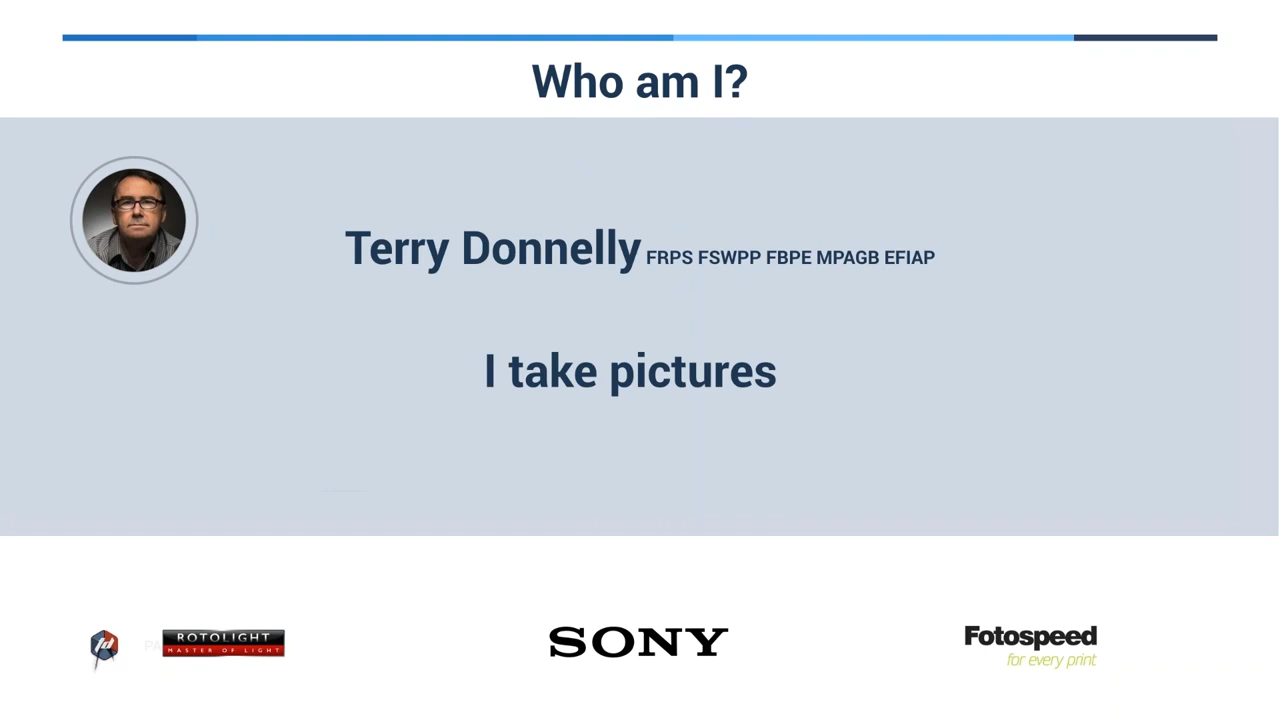 Who am I?
Terry Donnelly FRPS FSWPP FBPE MPAGB EFIAP
I take pictures
ROTOLIGHT
MASTER OF LIGHT
SONY
Fotospeed
for every print